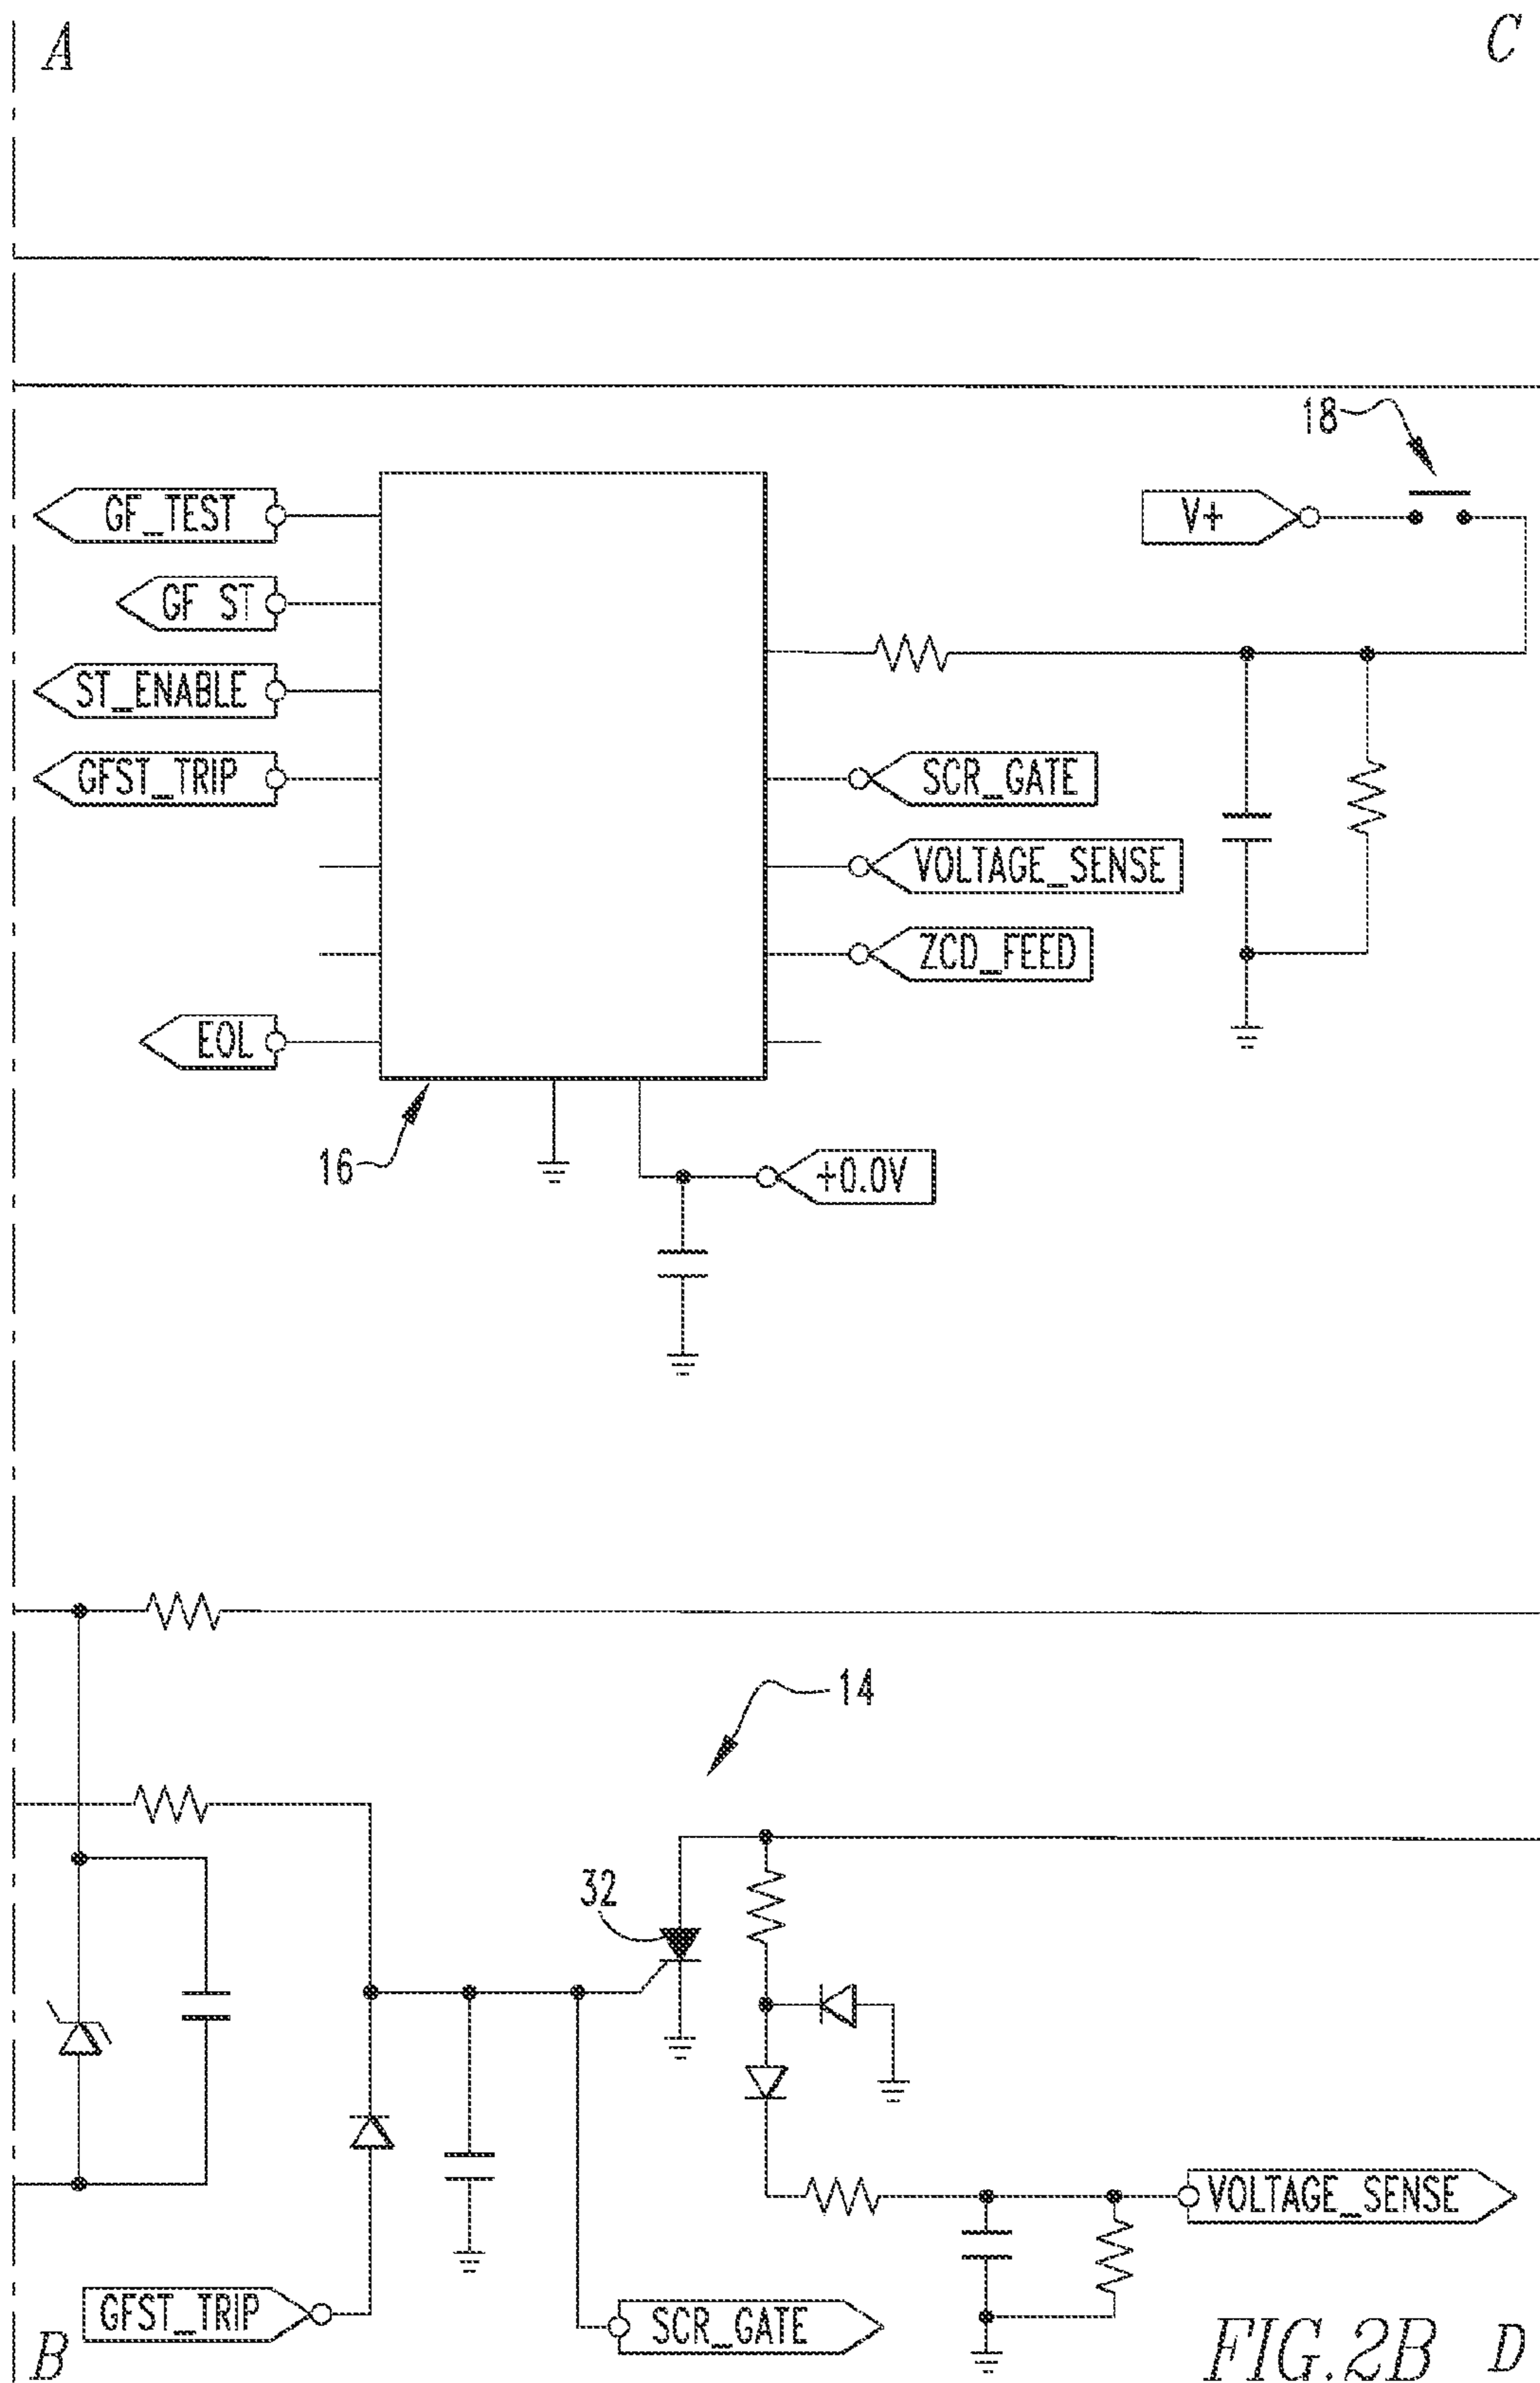 A
C
18
GF_TEST
V+
GF ST
ST_ENABLE
GFST_TRIP
SCR_GATE
VOLTAGE_SENSE
ZCD_FEED
EOL
16
+0.0V
14
32
VOLTAGE_SENSE
GFST_TRIP
SCR_GATE
B
FIG.2B
D